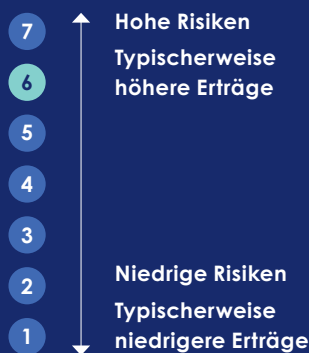 7
Hohe Risiken
Typischerweise
6
höhere Erträge
5
4
3
2
Niedrige Risiken
Typischerweise
1
niedrigere Erträge